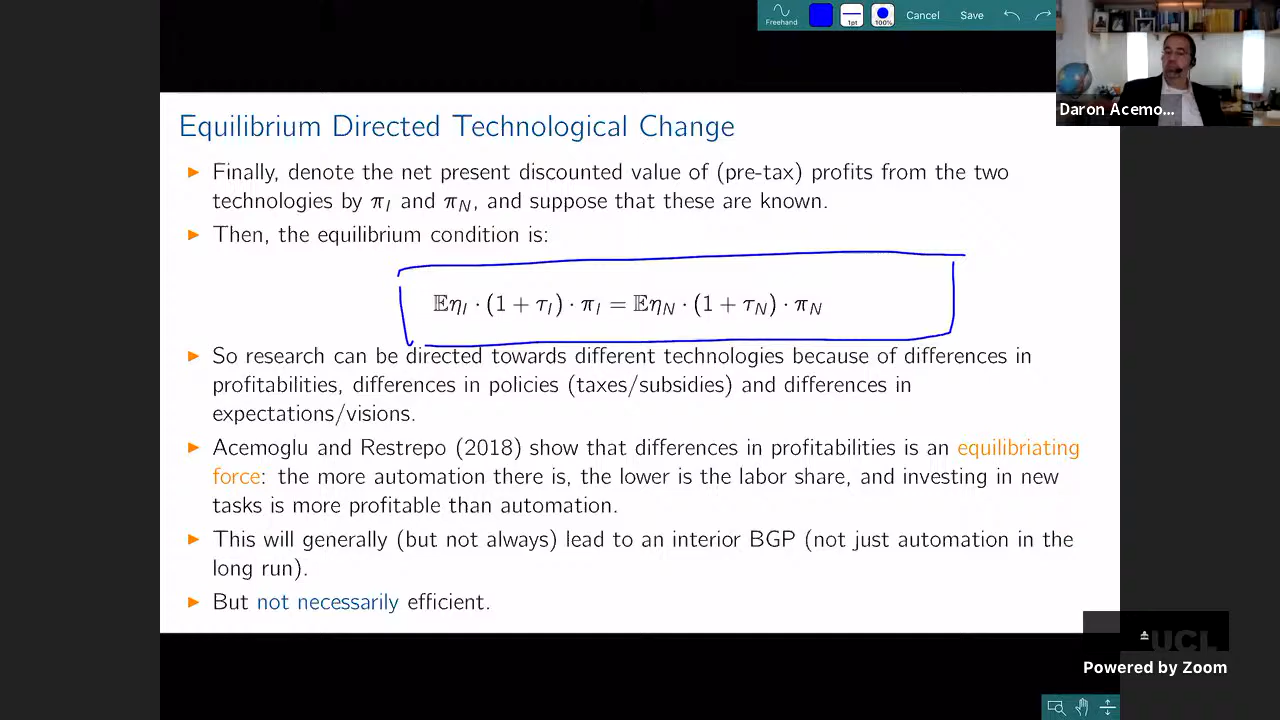 Freehand
1pt
100%
Cancel
Save
Daron Acemo...
Equilibrium Directed Technological Change
Finally, denote the net present discounted value of (pre-tax) profits from the two
technologies by π_I and π_N, and suppose that these are known.
Then, the equilibrium condition is:
𝔼η_I · (1 + τ_I) · π_I = 𝔼η_N · (1 + τ_N) · π_N
So research can be directed towards different technologies because of differences in
profitabilities, differences in policies (taxes/subsidies) and differences in
expectations/visions.
Acemoglu and Restrepo (2018) show that differences in profitabilities is an equilibriating
force: the more automation there is, the lower is the labor share, and investing in new
tasks is more profitable than automation.
This will generally (but not always) lead to an interior BGP (not just automation in the
long run).
But not necessarily efficient.
UCL
Powered by Zoom